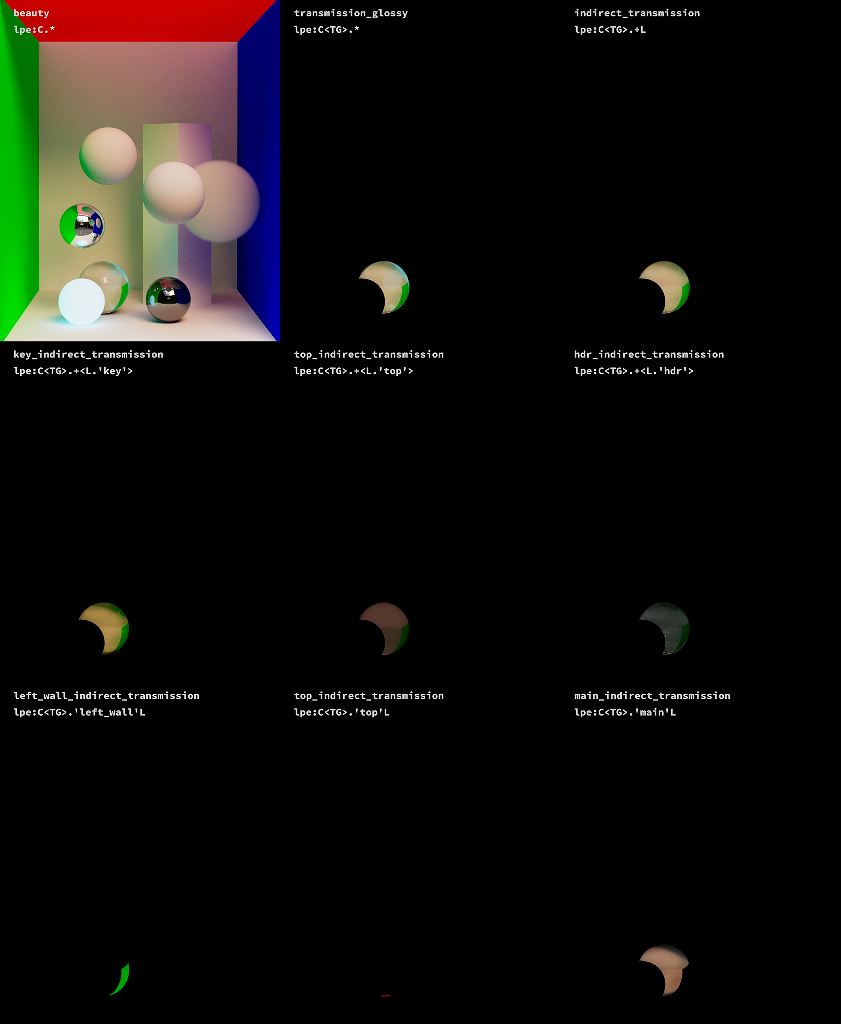 beauty
lpe:C.*
transmission_glossy
lpe:C<TG>.*
indirect_transmission
lpe:C<TG>.+L
key_indirect_transmission
lpe:C<TG>.+<L.'key'>
top_indirect_transmission
lpe:C<TG>.+<L.'top'>
hdr_indirect_transmission
lpe:C<TG>.+<L.'hdr'>
left_wall_indirect_transmission
lpe:C<TG>.'left_wall'L
top_indirect_transmission
lpe:C<TG>.'top'L
main_indirect_transmission
lpe:C<TG>.'main'L